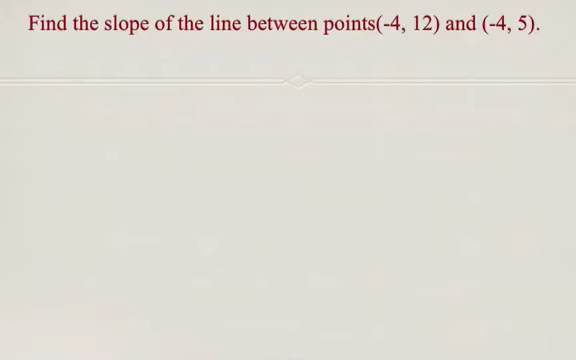 Find the slope of the line between points(-4, 12) and (-4, 5).